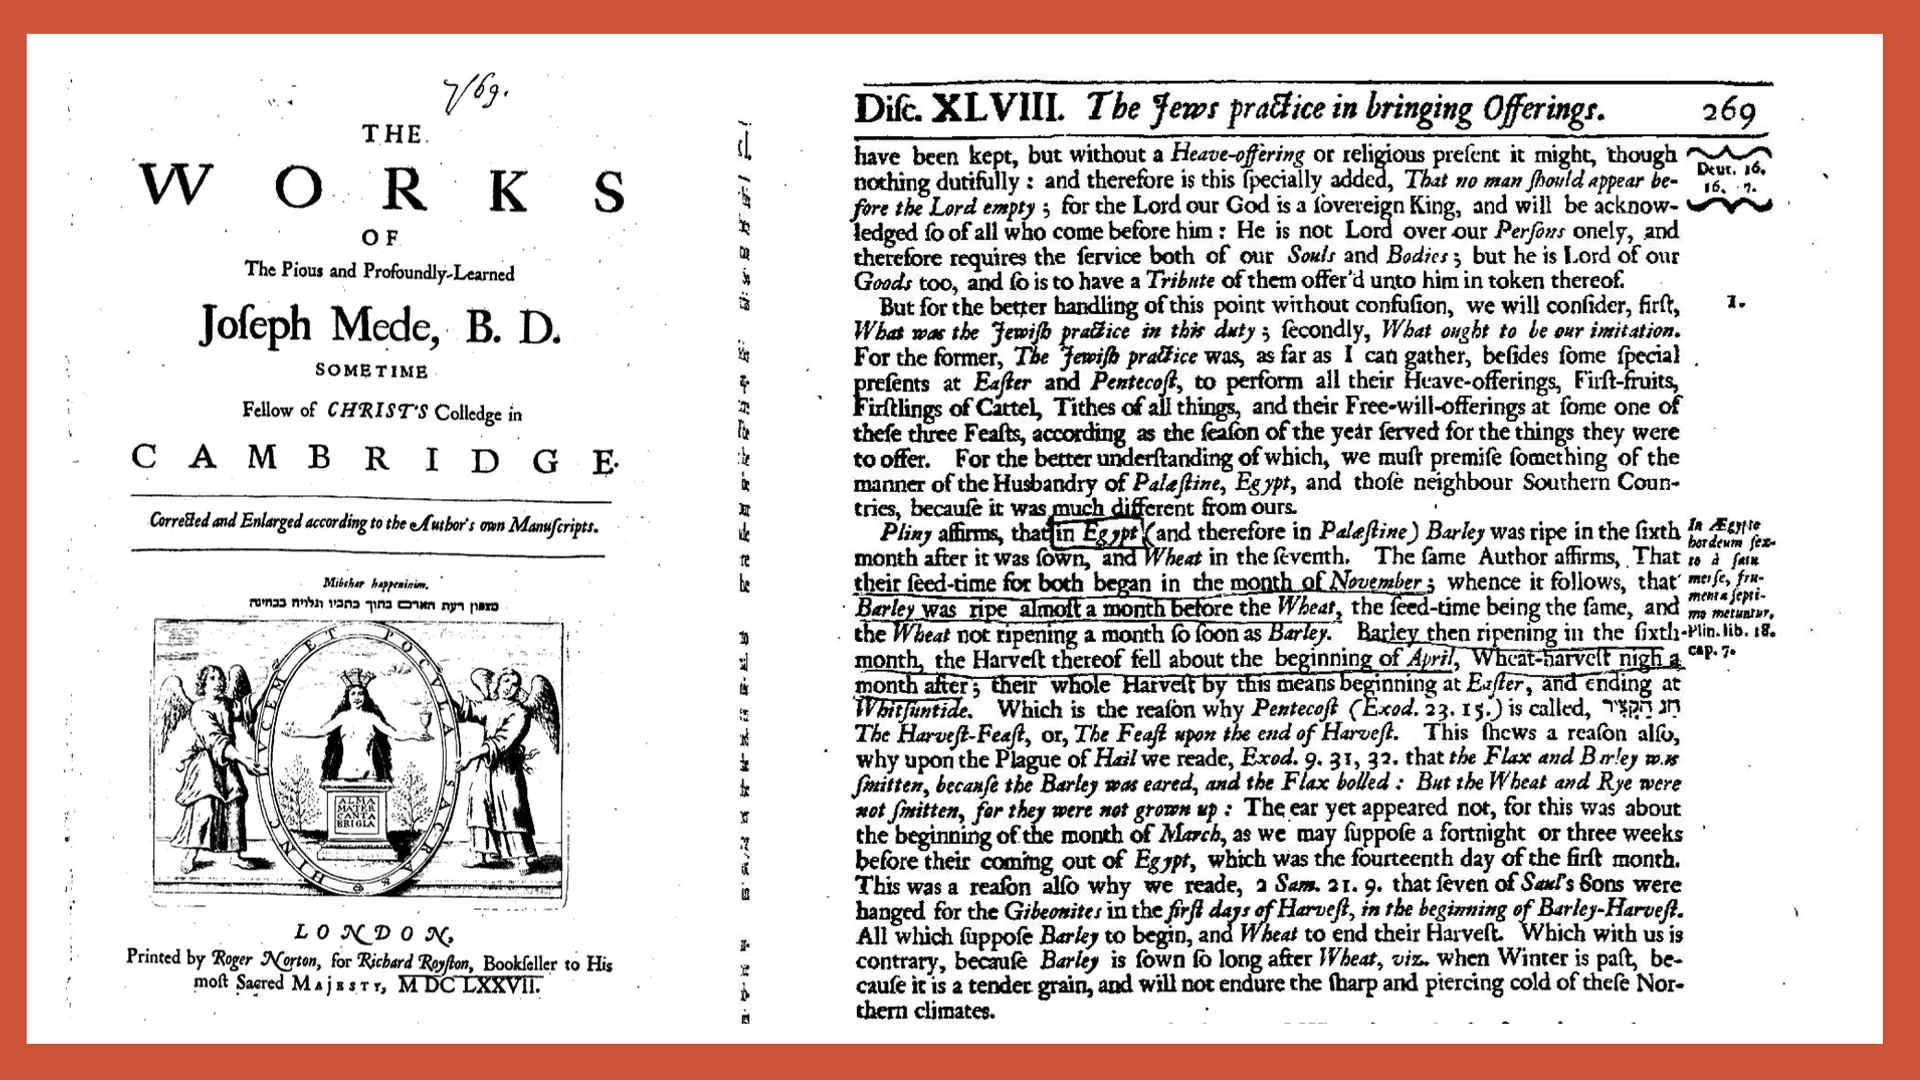 7/69.
THE
WORKS
OF
The Pious and Profoundly-Learned
Joſeph Mede, B. D.
SOMETIME
Fellow of CHRIST'S Colledge in
CAMBRIDGE.
Corrected and Enlarged according to the Author's own Manuſcripts.
Mibchar happeninim.
HINC LUCEM ET POCULA SACRA
ALMA
MATER
CANTA
BRIGIA
LONDON,
Printed by Roger Norton, for Richard Royſton, Bookſeller to His
moſt Sacred MAJESTY, MDCLXXVII.
Diſc. XLVIII. The Jews practice in bringing Offerings. 269
have been kept, but without a Heave-offering or religious preſent it might, though
nothing dutifully : and therefore is this ſpecially added, That no man ſhould appear be-
fore the Lord empty ; for the Lord our God is a ſovereign King, and will be acknow-
ledged ſo of all who come before him : He is not Lord over our Perſons onely, and
therefore requires the ſervice both of our Souls and Bodies ; but he is Lord of our
Goods too, and ſo is to have a Tribute of them offer'd unto him in token thereof.
Deut. 16.
16. 7.
But for the better handling of this point without confuſion, we will conſider, firſt,
1.
What was the Jewiſh practice in this duty ; ſecondly, What ought to be our imitation.
For the former, The Jewiſh practice was, as far as I can gather, beſides ſome ſpecial
preſents at Eaſter and Pentecoſt, to perform all their Heave-offerings, Firſt-fruits,
Firſtlings of Cattel, Tithes of all things, and their Free-will-offerings at ſome one of
theſe three Feaſts, according as the ſeaſon of the year ſerved for the things they were
to offer. For the better underſtanding of which, we muſt premiſe ſomething of the
manner of the Husbandry of Palæſtine, Egypt, and thoſe neighbour Southern Coun-
tries, becauſe it was much different from ours.
Pliny affirms, that in Egypt (and therefore in Palæſtine) Barley was ripe in the ſixth
month after it was ſown, and Wheat in the ſeventh. The ſame Author affirms, That
their ſeed-time for both began in the month of November ; whence it follows, that
Barley was ripe almoſt a month before the Wheat, the ſeed-time being the ſame, and
the Wheat not ripening a month ſo ſoon as Barley. Barley then ripening in the ſixth
month, the Harveſt thereof fell about the beginning of April, Wheat-harveſt nigh a
month after ; their whole Harveſt by this means beginning at Eaſter, and ending at
Whitſuntide. Which is the reaſon why Pentecoſt (Exod. 23. 15.) is called, חג הקציר
The Harveſt-Feaſt, or, The Feaſt upon the end of Harveſt. This ſhews a reaſon alſo,
why upon the Plague of Hail we reade, Exod. 9. 31, 32. that the Flax and Barley was
ſmitten, becauſe the Barley was eared, and the Flax bolled : But the Wheat and Rye were
not ſmitten, for they were not grown up : The ear yet appeared not, for this was about
the beginning of the month of March, as we may ſuppoſe a fortnight or three weeks
before their coming out of Egypt, which was the fourteenth day of the firſt month.
This was a reaſon alſo why we reade, 2 Sam. 21. 9. that ſeven of Saul's Sons were
hanged for the Gibeonites in the firſt days of Harveſt, in the beginning of Barley-Harveſt.
All which ſuppoſe Barley to begin, and Wheat to end their Harveſt. Which with us is
contrary, becauſe Barley is ſown ſo long after Wheat, viz. when Winter is paſt, be-
cauſe it is a tender grain, and will not endure the ſharp and piercing cold of theſe Nor-
thern climates.
In Ægypto
hordeum ſex-
to à ſatu
menſe, fru-
menta ſepti-
mo metuntur,
Plin. lib. 18.
cap. 7.